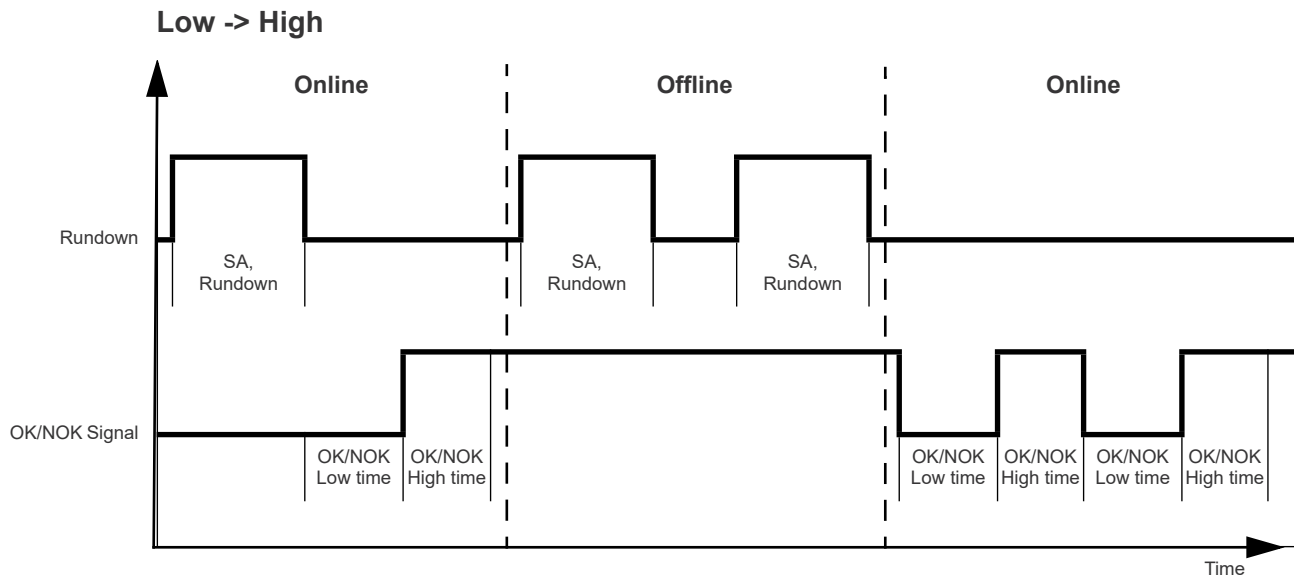 Low -> High
Online
Offline
Online
Rundown
SA,
Rundown
SA,
Rundown
SA,
Rundown
OK/NOK Signal
OK/NOK
Low time
OK/NOK
High time
OK/NOK
Low time
OK/NOK
High time
OK/NOK
Low time
OK/NOK
High time
Time